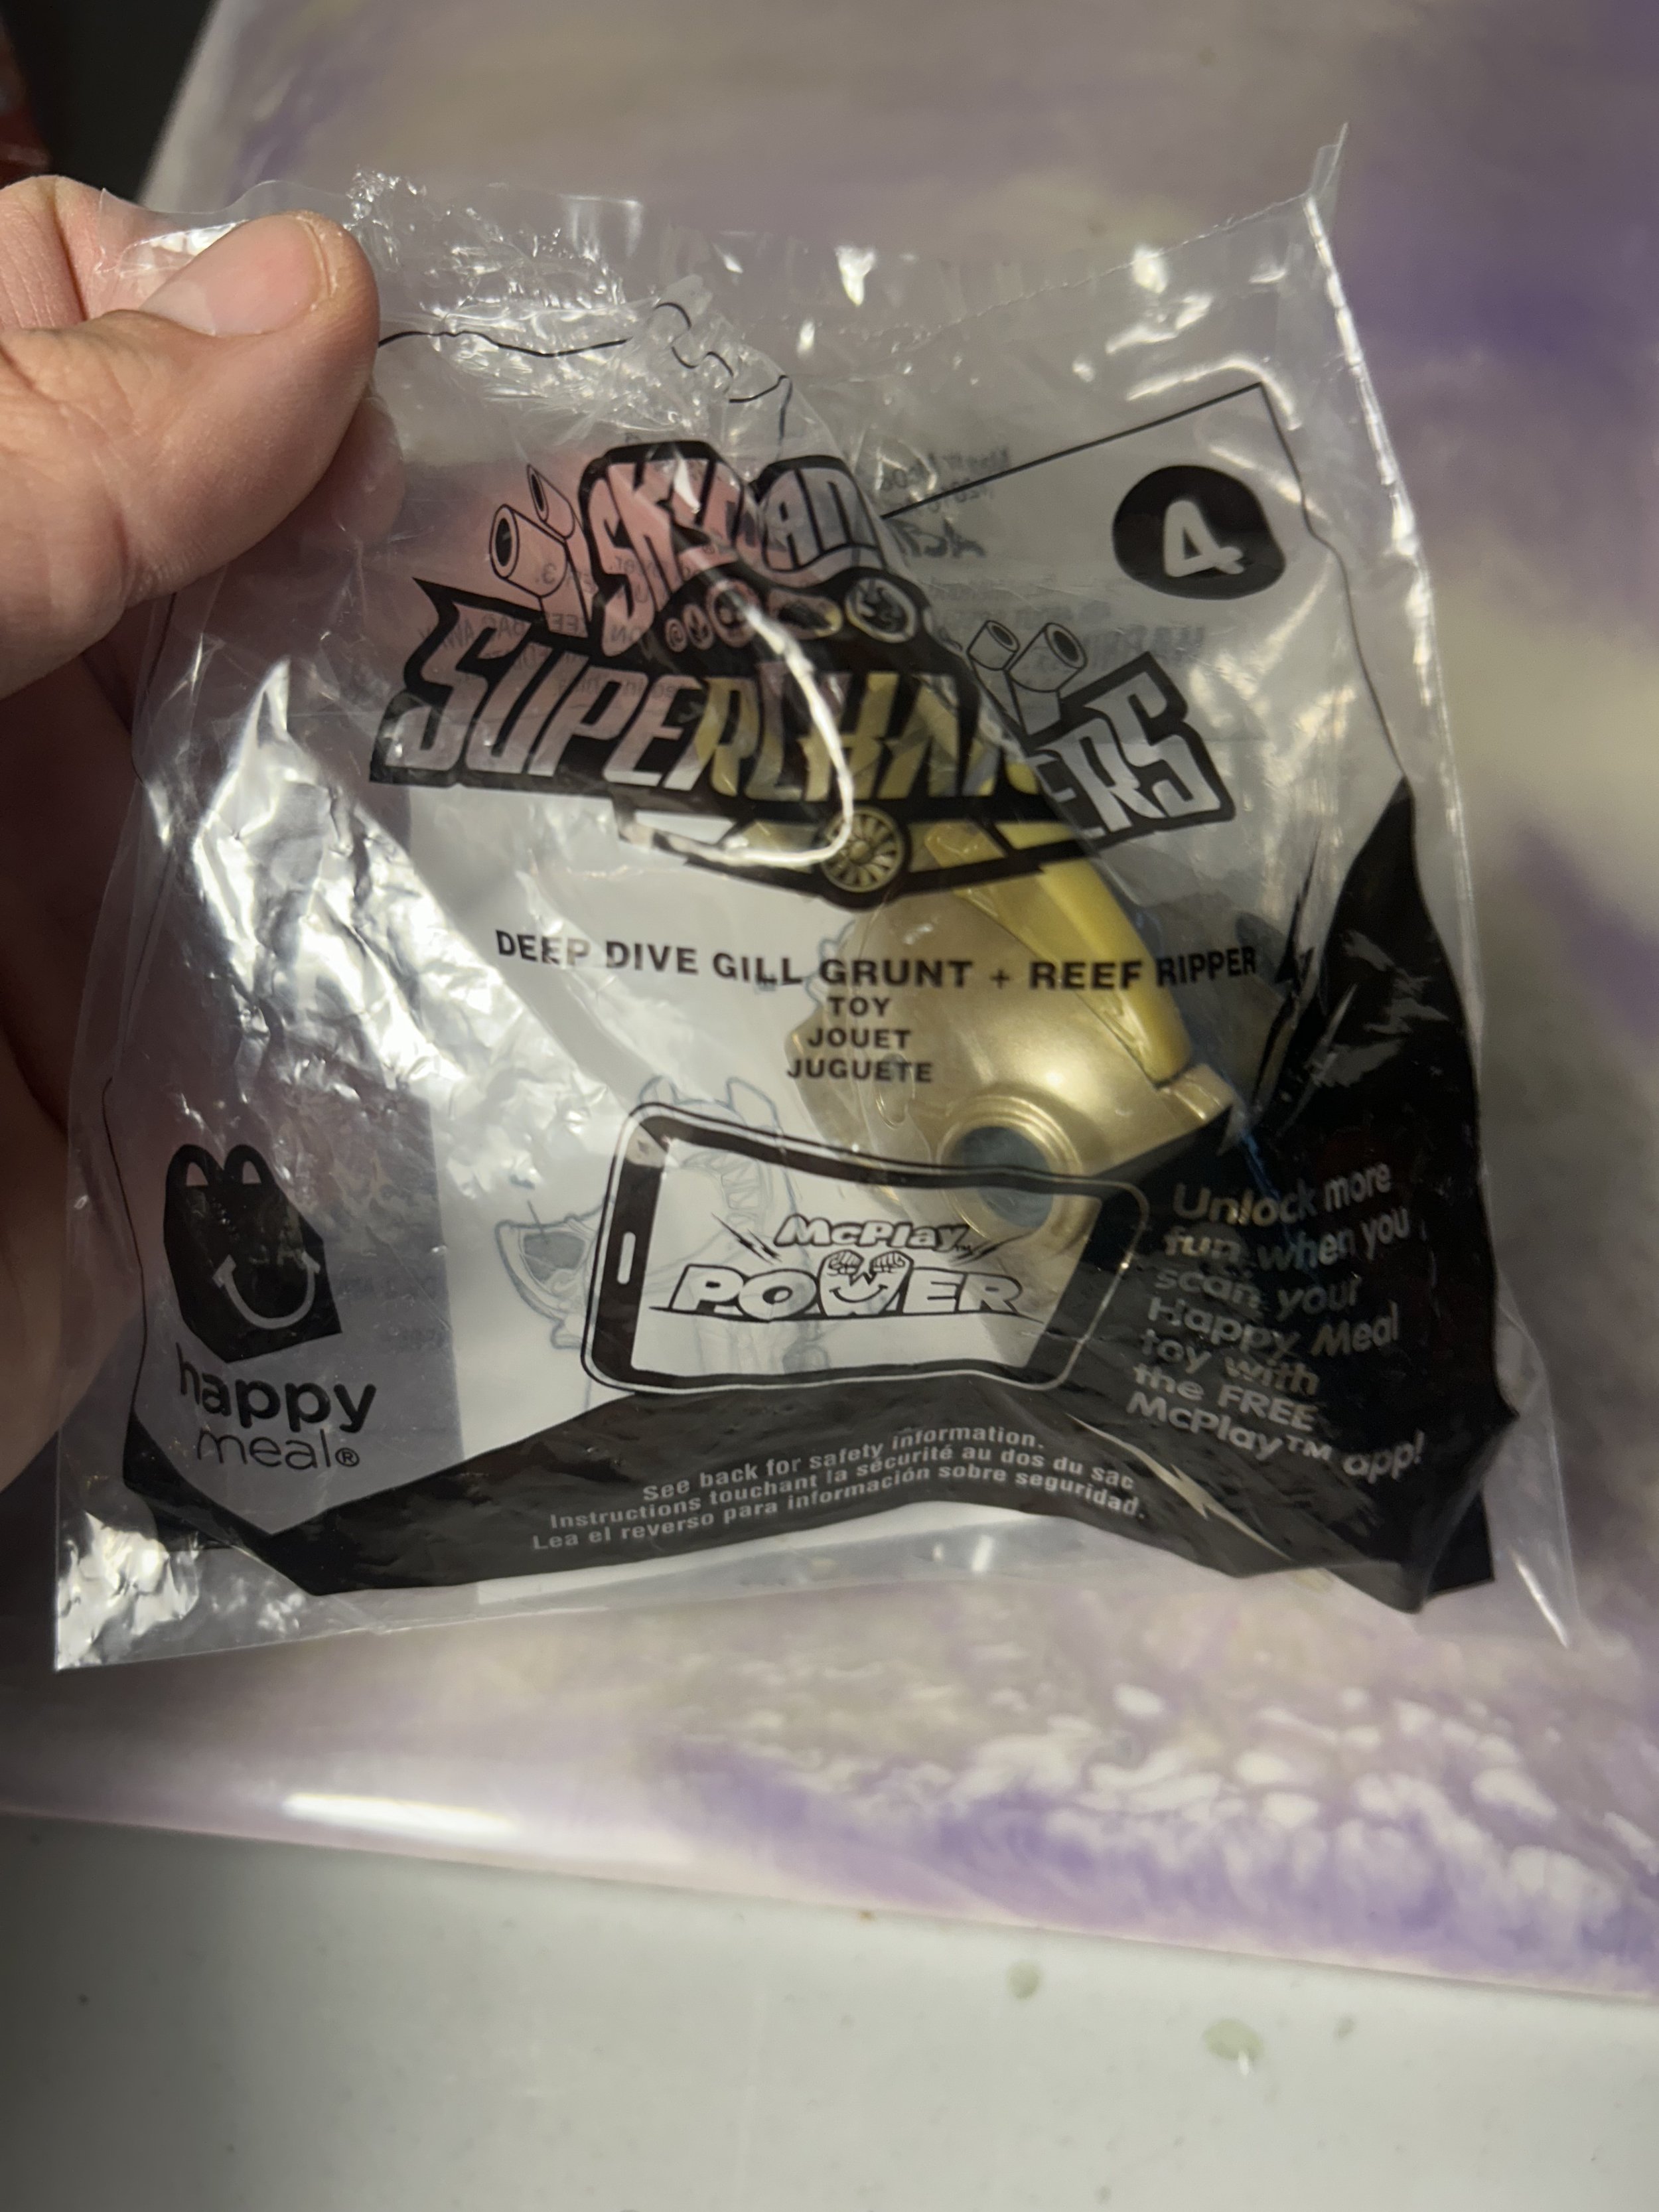 4
SUPERCHARGERS
DEEP DIVE GILL GRUNT + REEF RIPPER
TOY
JOUET
JUGUETE
McPlay™
POWER
happy
meal®
Unlock more
fun when you
scan your
Happy Meal
toy with
the FREE
McPlay™ app!
See back for safety information.
Instructions touchant la sécurité au dos du sac
Lea el reverso para información sobre seguridad.